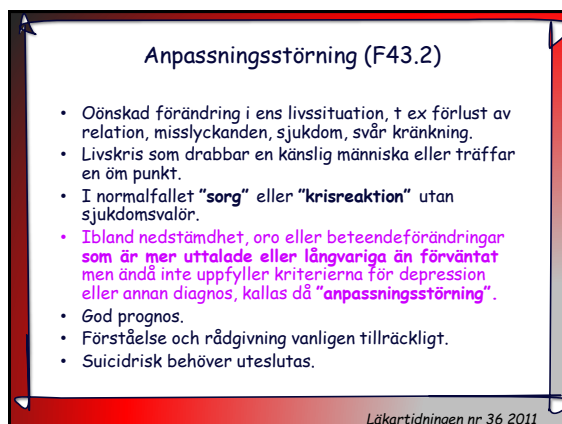 Anpassningsstörning (F43.2)
• Oönskad förändring i ens livssituation, t ex förlust av
relation, misslyckanden, sjukdom, svår kränkning.
• Livskris som drabbar en känslig människa eller träffar
en öm punkt.
• I normalfallet ”sorg” eller ”krisreaktion” utan
sjukdomsvalör.
• Ibland nedstämdhet, oro eller beteendeförändringar
som är mer uttalade eller långvariga än förväntat
men ändå inte uppfyller kriterierna för depression
eller annan diagnos, kallas då ”anpassningsstörning”.
• God prognos.
• Förståelse och rådgivning vanligen tillräckligt.
• Suicidrisk behöver uteslutas.
Läkartidningen nr 36 2011